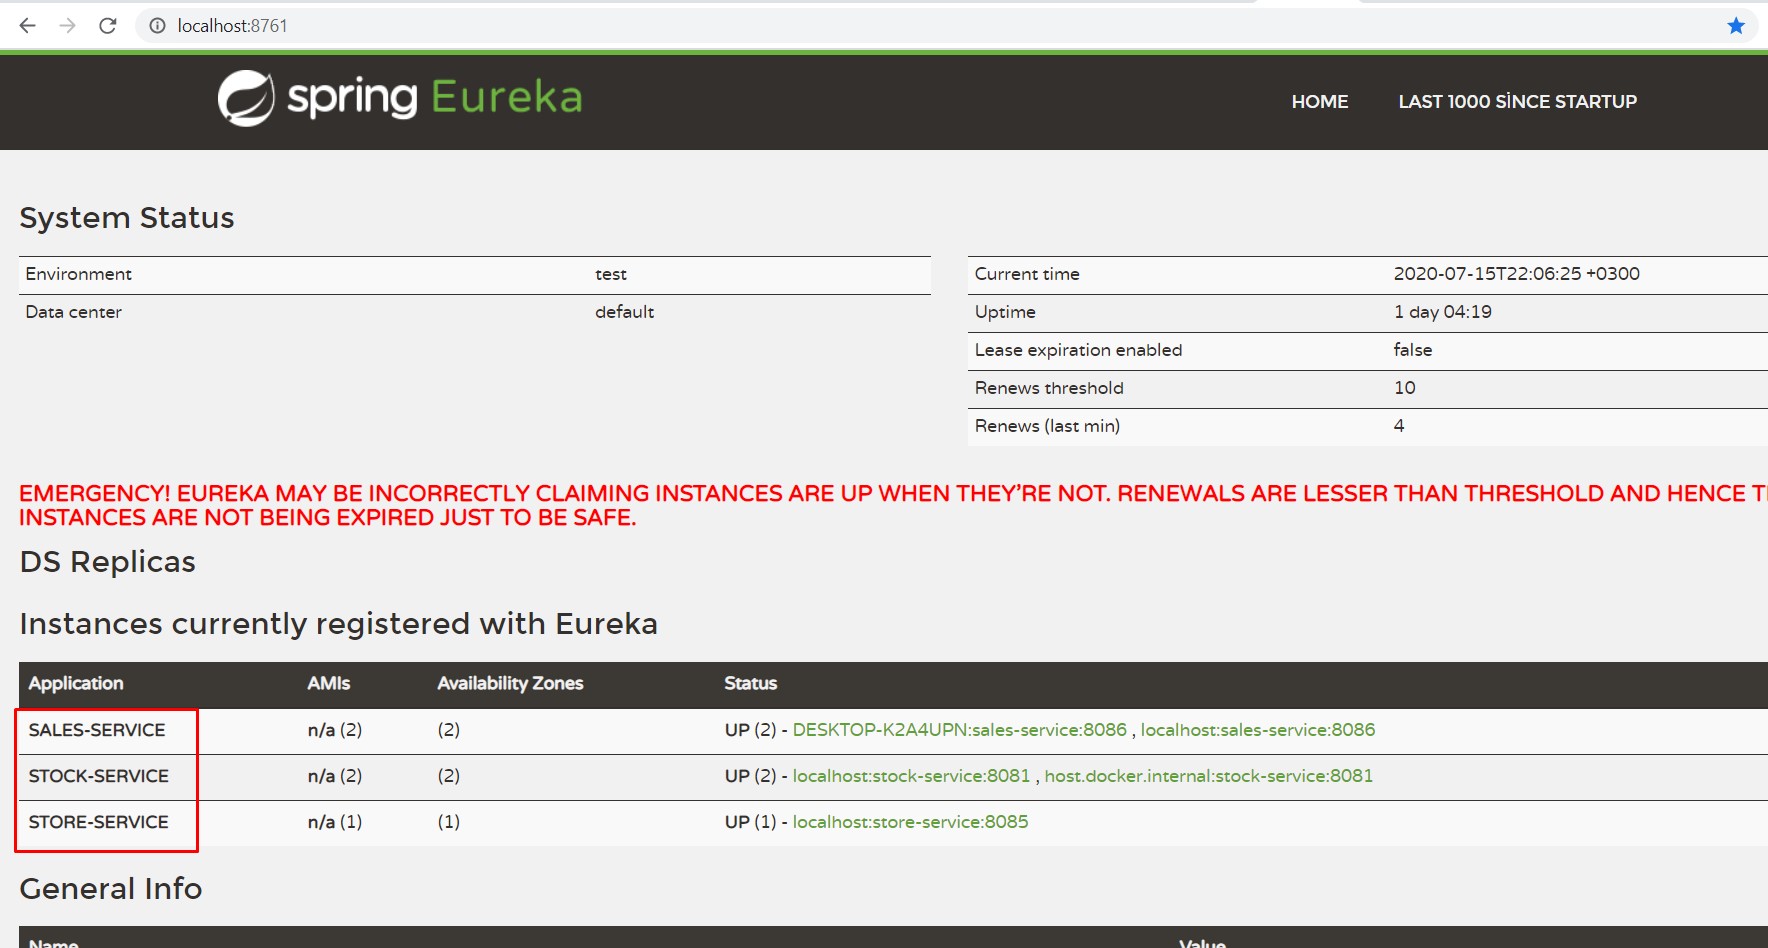 localhost:8761
spring Eureka
HOME LAST 1000 SİNCE STARTUP
System Status
Environment test
Data center default
Current time 2020-07-15T22:06:25 +0300
Uptime 1 day 04:19
Lease expiration enabled false
Renews threshold 10
Renews (last min) 4
EMERGENCY! EUREKA MAY BE INCORRECTLY CLAIMING INSTANCES ARE UP WHEN THEY'RE NOT. RENEWALS ARE LESSER THAN THRESHOLD AND HENCE
INSTANCES ARE NOT BEING EXPIRED JUST TO BE SAFE.
DS Replicas
Instances currently registered with Eureka
Application AMIs Availability Zones Status
SALES-SERVICE n/a (2) (2) UP (2) - DESKTOP-K2A4UPN:sales-service:8086 , localhost:sales-service:8086
STOCK-SERVICE n/a (2) (2) UP (2) - localhost:stock-service:8081 , host.docker.internal:stock-service:8081
STORE-SERVICE n/a (1) (1) UP (1) - localhost:store-service:8085
General Info
Name Value